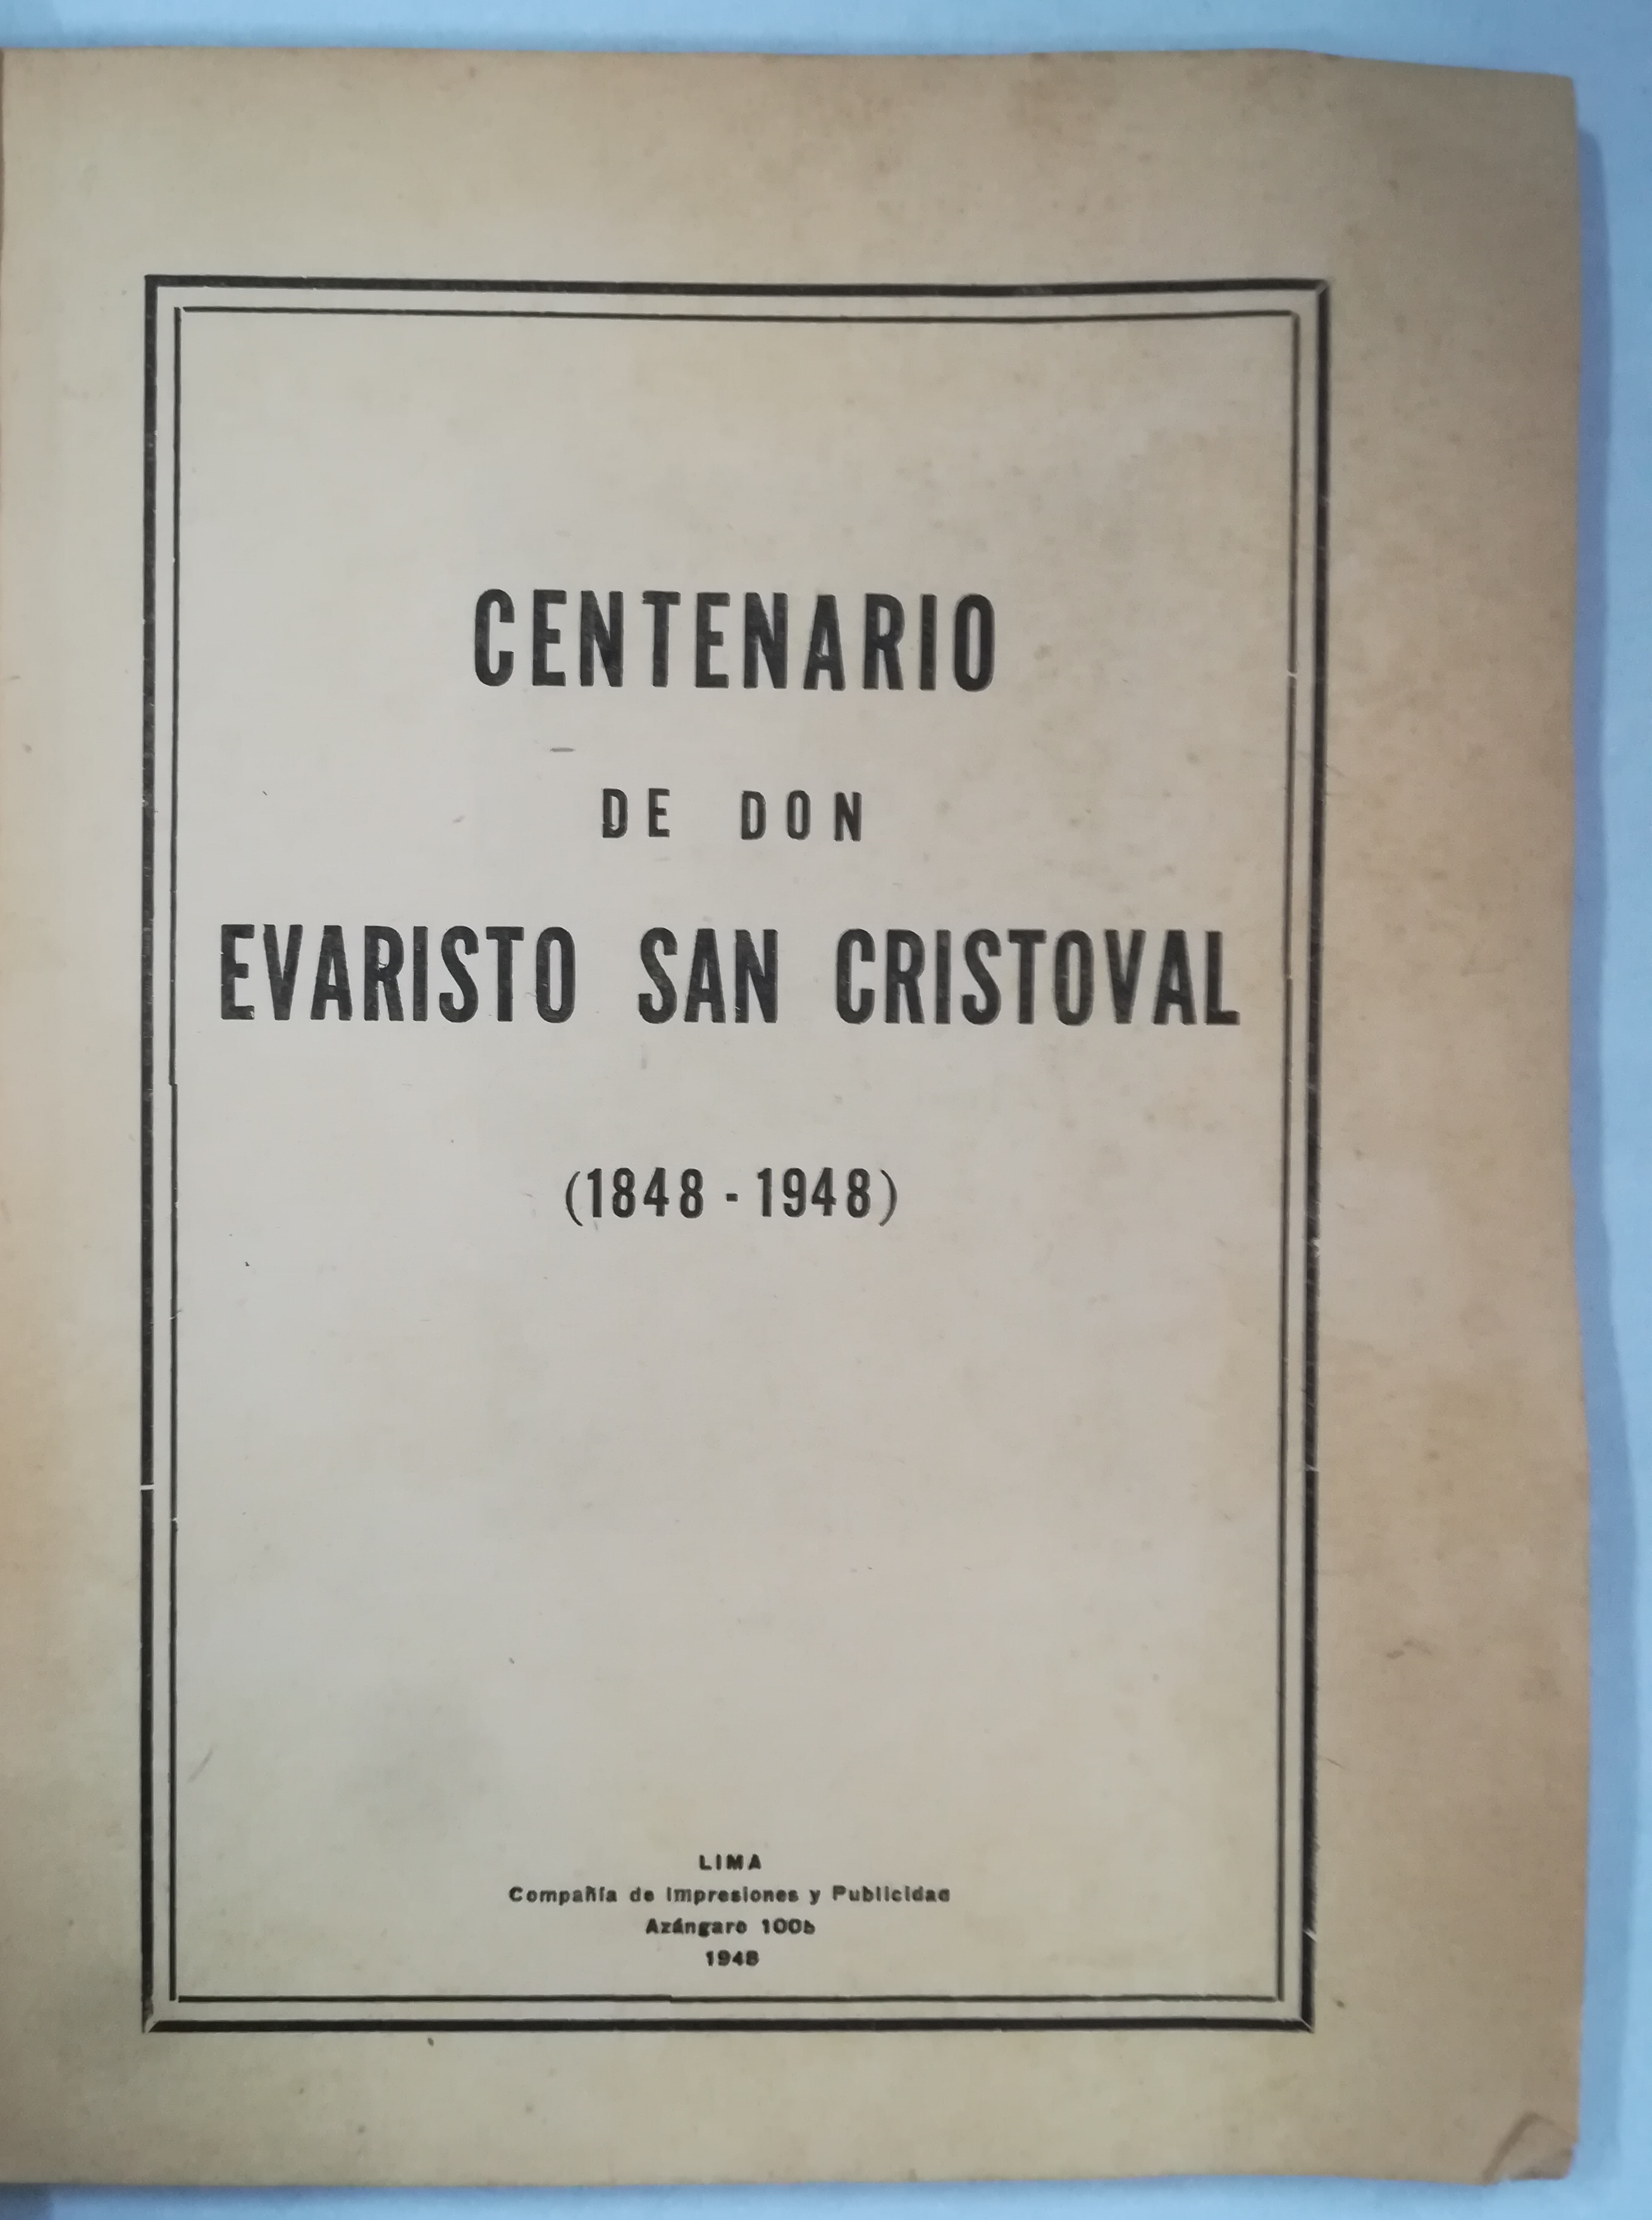 CENTENARIO
DE DON
EVARISTO SAN CRISTOVAL
(1848 - 1948)
LIMA
Compañía de Impresiones y Publicidad
Azángaro 1005
1948